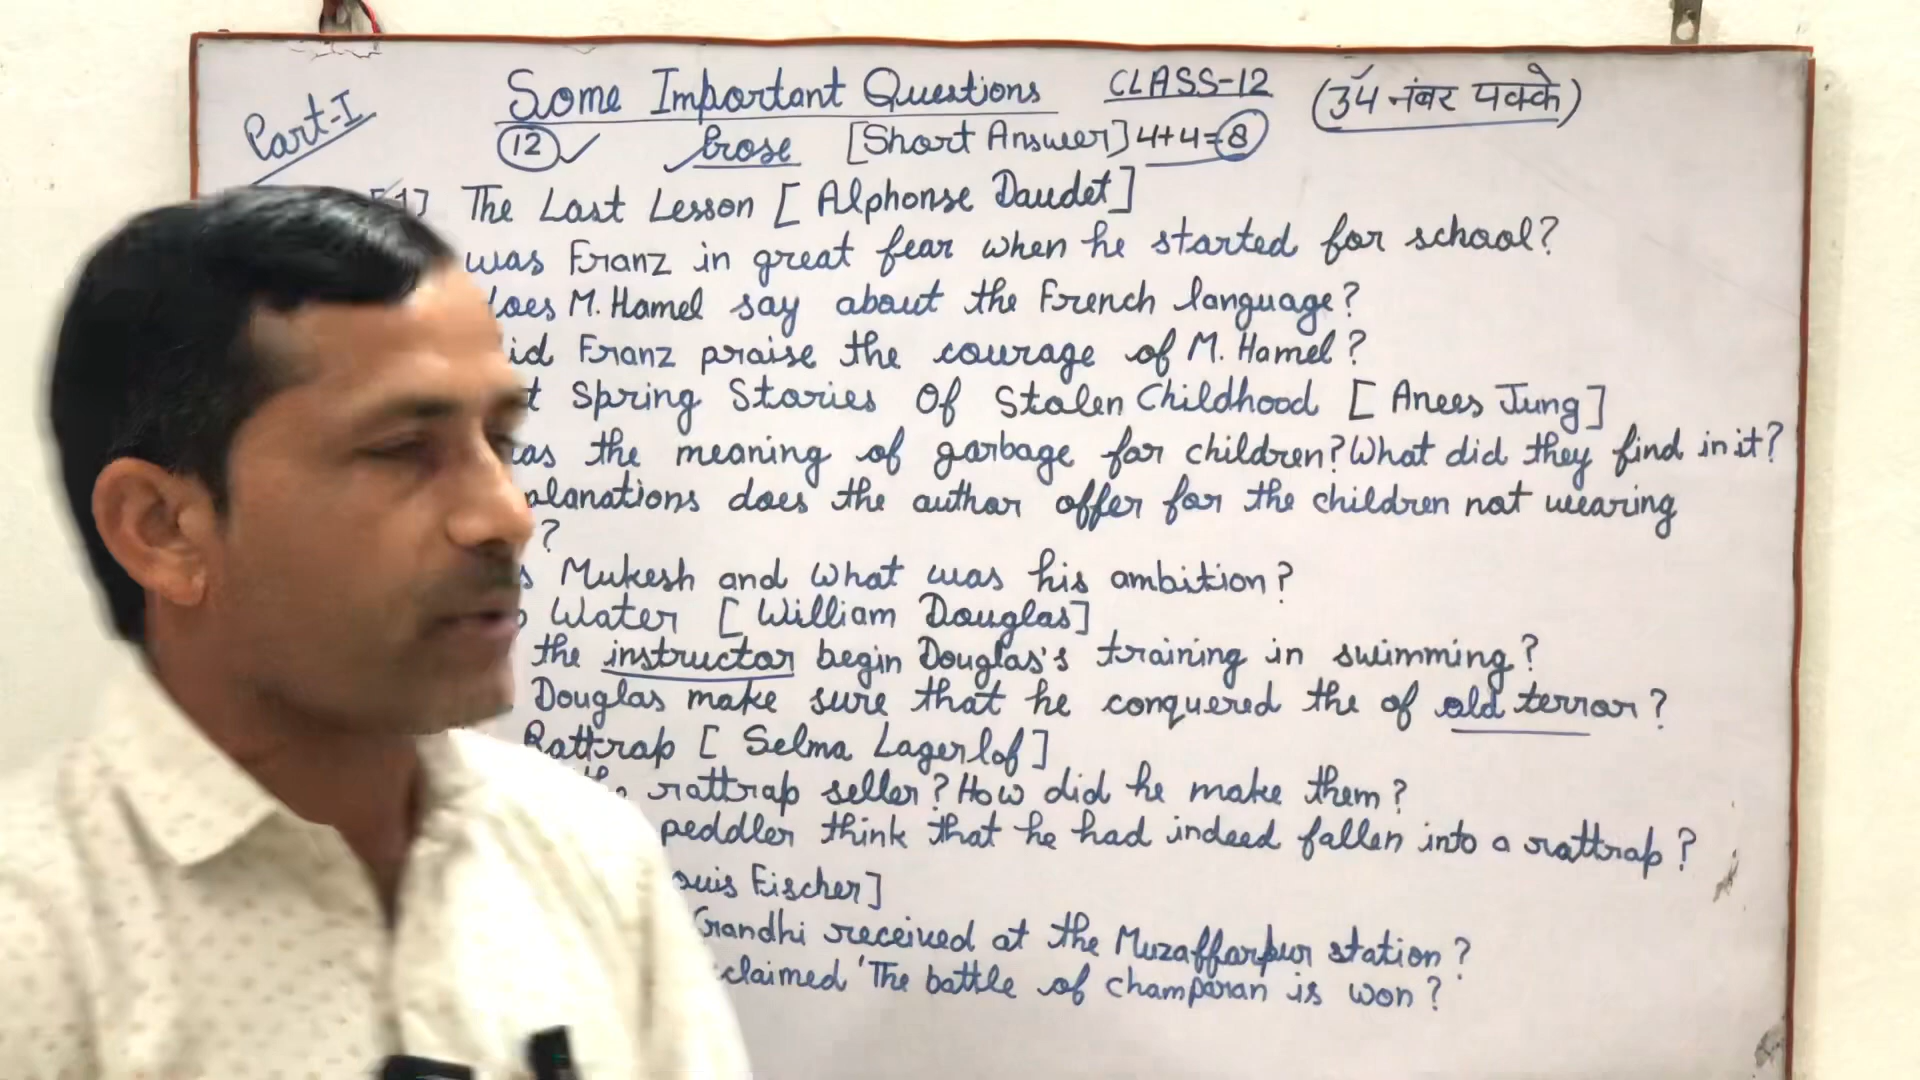 Part-I
Some Important Questions CLASS-12 (34 नंबर पक्के)
12 ✓ Prose [Short Answer] 4+4=8
[1] The Last Lesson [Alphonse Daudet]
was Franz in great fear when he started for school?
does M. Hamel say about the French language?
did Franz praise the courage of M. Hamel?
Spring Stories Of Stolen Childhood [Anees Jung]
the meaning of garbage for children? What did they find in it?
does the author offer for the children not wearing
?
Mukesh and what was his ambition?
Water [William Douglas]
the instructor begin Douglas's training in swimming?
Douglas make sure that he conquered the of old terror?
Rattrap [Selma Lagerlof]
the rattrap seller? How did he make them?
peddler think that he had indeed fallen into a rattrap?
Fischer]
Gandhi received at the Muzaffarpur station?
claimed 'The battle of champaran is won?'